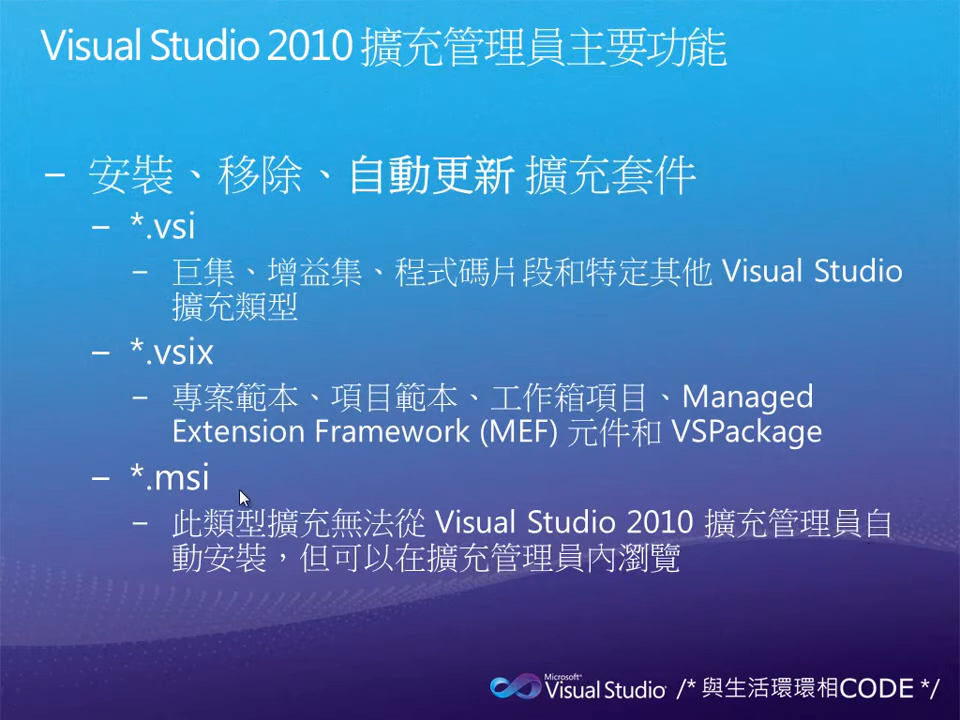 Visual Studio 2010 擴充管理員主要功能
– 安裝、移除、自動更新 擴充套件
– *.vsi
– 巨集、增益集、程式碼片段和特定其他 Visual Studio
擴充類型
– *.vsix
– 專案範本、項目範本、工作箱項目、Managed
Extension Framework (MEF) 元件和 VSPackage
– *.msi
– 此類型擴充無法從 Visual Studio 2010 擴充管理員自
動安裝，但可以在擴充管理員內瀏覽
Microsoft®
Visual Studio /* 與生活環環相CODE */